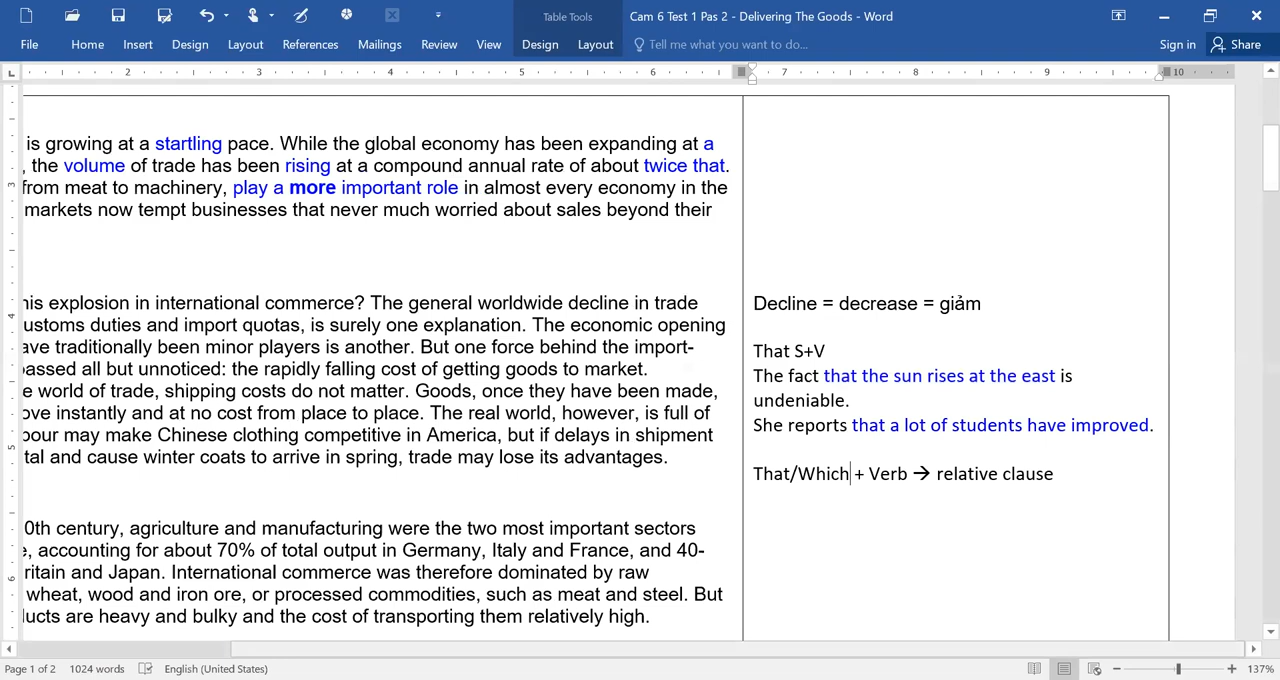 Table Tools
Cam 6 Test 1 Pas 2 - Delivering The Goods - Word
File Home Insert Design Layout References Mailings Review View Design Layout Tell me what you want to do... Sign in Share
2 3 4 5 6 7 8 9 10
is growing at a startling pace. While the global economy has been expanding at a
, the volume of trade has been rising at a compound annual rate of about twice that.
from meat to machinery, play a more important role in almost every economy in the
markets now tempt businesses that never much worried about sales beyond their
his explosion in international commerce? The general worldwide decline in trade
ustoms duties and import quotas, is surely one explanation. The economic opening
ave traditionally been minor players is another. But one force behind the import-
passed all but unnoticed: the rapidly falling cost of getting goods to market.
e world of trade, shipping costs do not matter. Goods, once they have been made,
ove instantly and at no cost from place to place. The real world, however, is full of
bour may make Chinese clothing competitive in America, but if delays in shipment
tal and cause winter coats to arrive in spring, trade may lose its advantages.
0th century, agriculture and manufacturing were the two most important sectors
e, accounting for about 70% of total output in Germany, Italy and France, and 40-
ritain and Japan. International commerce was therefore dominated by raw
wheat, wood and iron ore, or processed commodities, such as meat and steel. But
ducts are heavy and bulky and the cost of transporting them relatively high.
Decline = decrease = giảm
That S+V
The fact that the sun rises at the east is
undeniable.
She reports that a lot of students have improved.
That/Which + Verb → relative clause
3
4
5
6
Page 1 of 2 1024 words English (United States) 137%